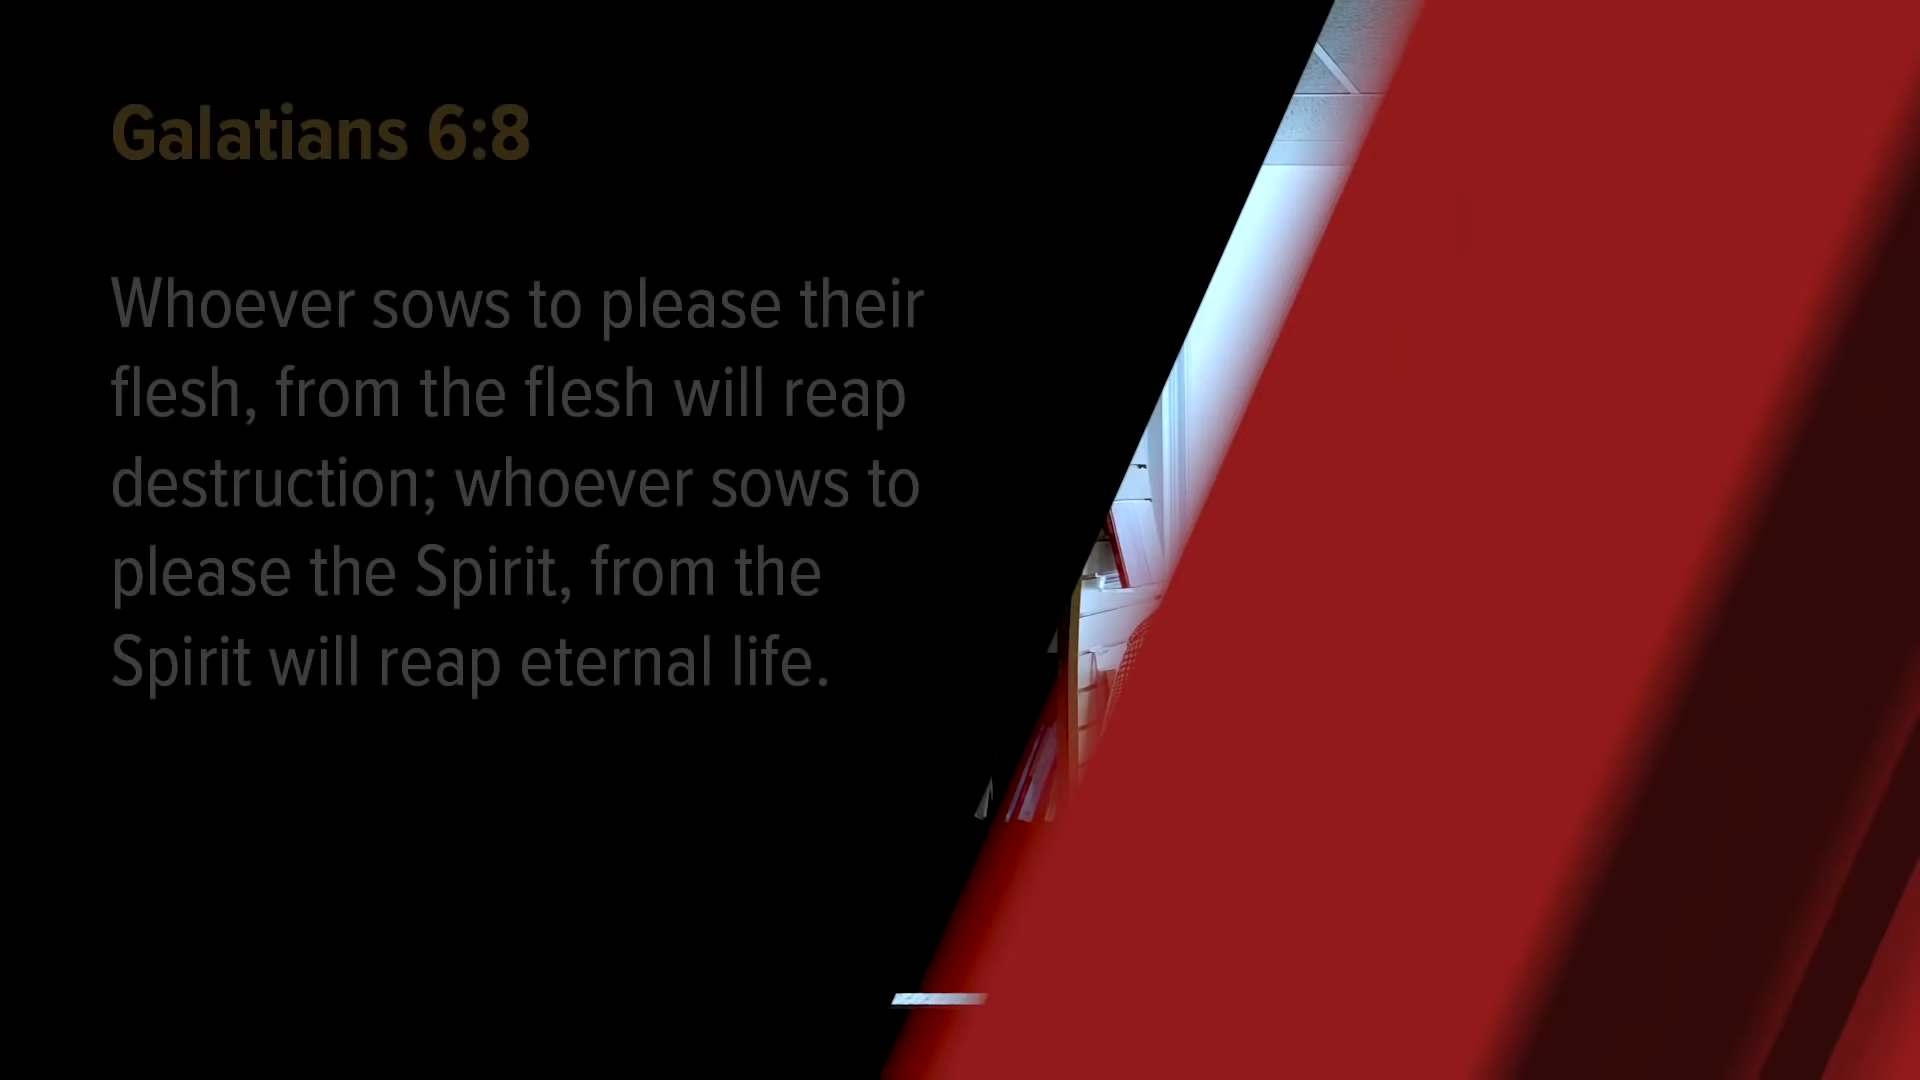 Galatians 6:8
Whoever sows to please their
flesh, from the flesh will reap
destruction; whoever sows to
please the Spirit, from the
Spirit will reap eternal life.